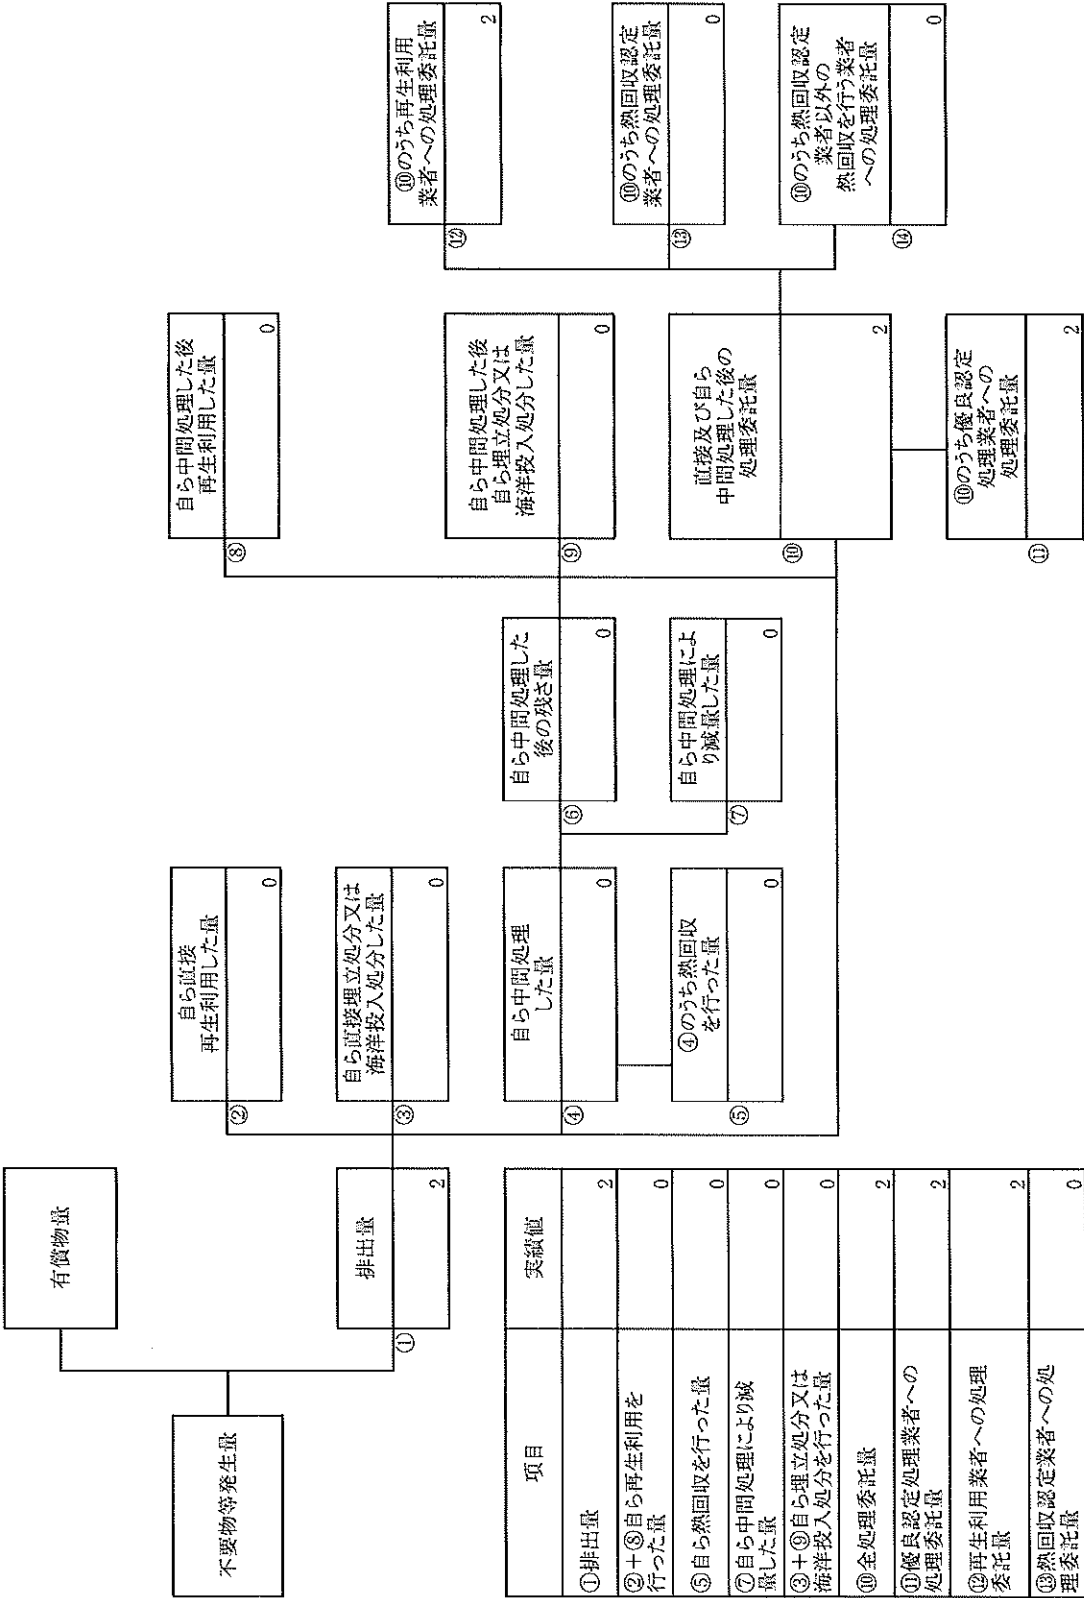 不要物等発生量
有償物量
排出量
①
2
自ら直接
再生利用した量
②
0
自ら直接埋立処分又は
海洋投入処分した量
③
0
自ら中間処理
した量
④
0
④のうち熱回収
を行った量
⑤
0
自ら中間処理した
後の残さ量
⑥
0
自ら中間処理によ
り減量した量
⑦
0
自ら中間処理した後
再生利用した量
⑧
0
自ら中間処理した後
自ら埋立処分又は
海洋投入処分した量
⑨
0
直接及び自ら
中間処理した後の
処理委託量
⑩
2
⑩のうち優良認定
処理業者への
処理委託量
⑪
2
⑩のうち再生利用
業者への処理委託量
⑫
2
⑩のうち熱回収認定
業者への処理委託量
⑬
0
⑩のうち熱回収認定
業者以外の
熱回収を行う業者
への処理委託量
⑭
0
項目
実績値
①排出量
2
②＋⑧自ら再生利用を
行った量
0
⑤自ら熱回収を行った量
0
⑦自ら中間処理により減
量した量
0
③＋⑨自ら埋立処分又は
海洋投入処分を行った量
0
⑩全処理委託量
2
⑪優良認定処理業者への
処理委託量
2
⑫再生利用業者への処理
委託量
2
⑬熱回収認定業者への処
理委託量
0